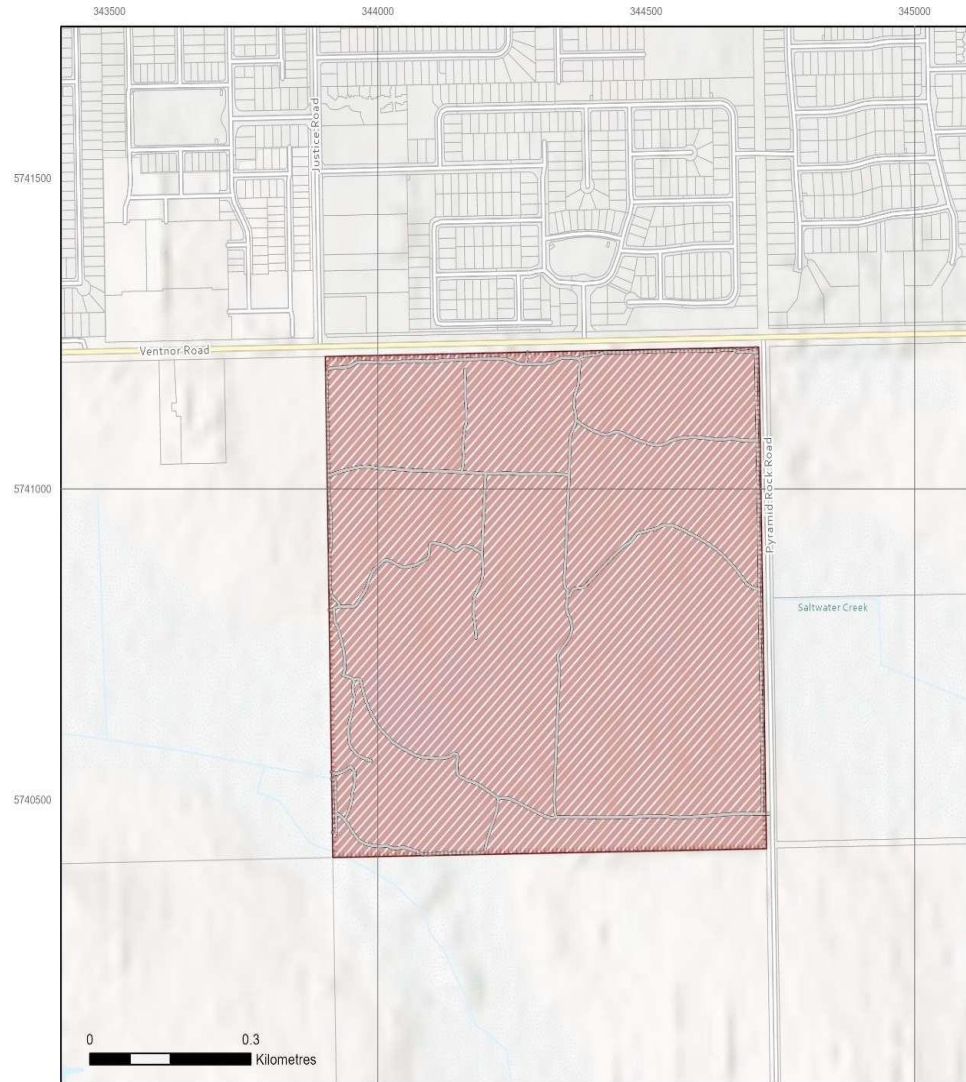 343500 344000 344500 345000
Justice Road
5741500
Ventnor Road
Pyramid Rock Road
5741000
Saltwater Creek
5740500
0 0.3
Kilometres